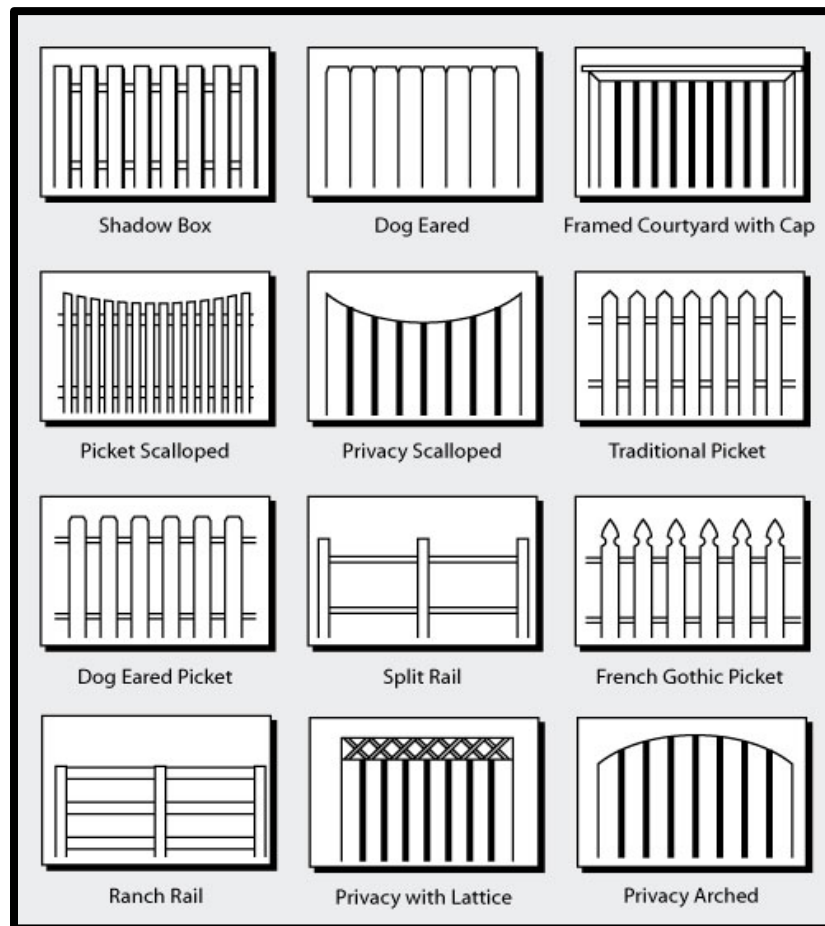 Shadow Box
Dog Eared
Framed Courtyard with Cap
Picket Scalloped
Privacy Scalloped
Traditional Picket
Dog Eared Picket
Split Rail
French Gothic Picket
Ranch Rail
Privacy with Lattice
Privacy Arched